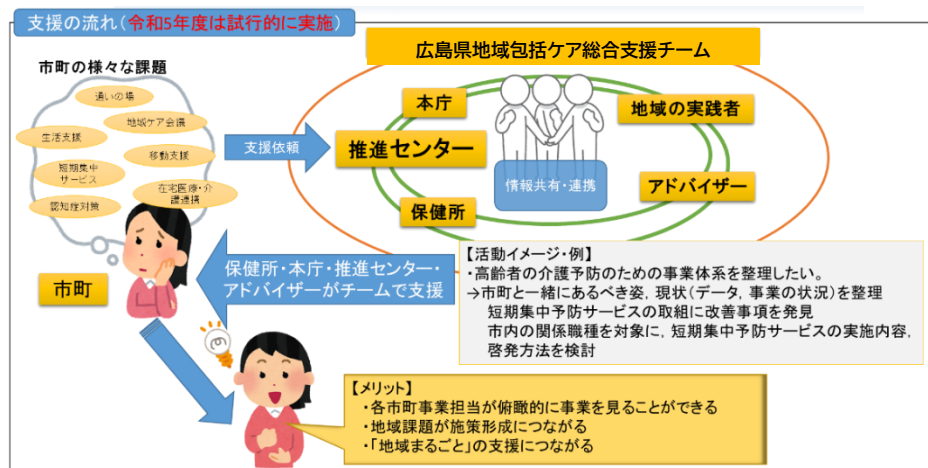 支援の流れ(令和5年度は試行的に実施)
市町の様々な課題
通いの場
地域ケア会議
生活支援
移動支援
短期集中
サービス
在宅医療・介
護連携
認知症対策
支援依頼
広島県地域包括ケア総合支援チーム
本庁
地域の実践者
推進センター
情報共有・連携
アドバイザー
保健所
市町
保健所・本庁・推進センター・
アドバイザーがチームで支援
【活動イメージ・例】
・高齢者の介護予防のための事業体系を整理したい。
→市町と一緒にあるべき姿,現状(データ,事業の状況)を整理
短期集中予防サービスの取組に改善事項を発見
市内の関係職種を対象に,短期集中予防サービスの実施内容,
啓発方法を検討
【メリット】
・各市町事業担当が俯瞰的に事業を見ることができる
・地域課題が施策形成につながる
・「地域まるごと」の支援につながる